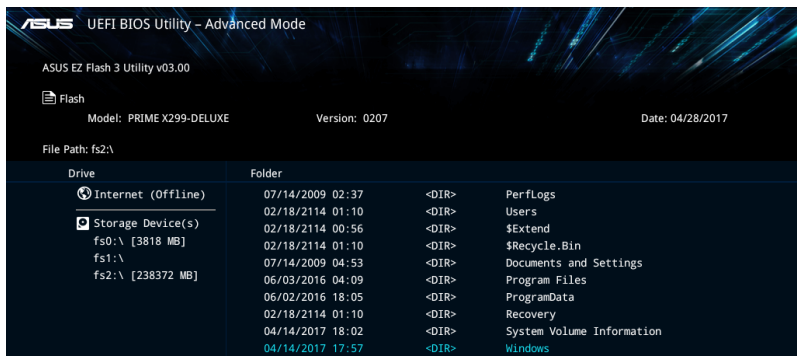 ASUS UEFI BIOS Utility – Advanced Mode
ASUS EZ Flash 3 Utility v03.00
Flash
Model: PRIME X299-DELUXE Version: 0207 Date: 04/28/2017
File Path: fs2:\
Drive Folder
Internet (Offline) 07/14/2009 02:37 <DIR> PerfLogs
02/18/2114 01:10 <DIR> Users
Storage Device(s) 02/18/2114 00:56 <DIR> $Extend
fs0:\ [3818 MB] 02/18/2114 01:10 <DIR> $Recycle.Bin
fs1:\ 07/14/2009 04:53 <DIR> Documents and Settings
fs2:\ [238372 MB] 06/03/2016 04:09 <DIR> Program Files
06/02/2016 18:05 <DIR> ProgramData
02/18/2114 01:10 <DIR> Recovery
04/14/2017 18:02 <DIR> System Volume Information
04/14/2017 17:57 <DIR> Windows